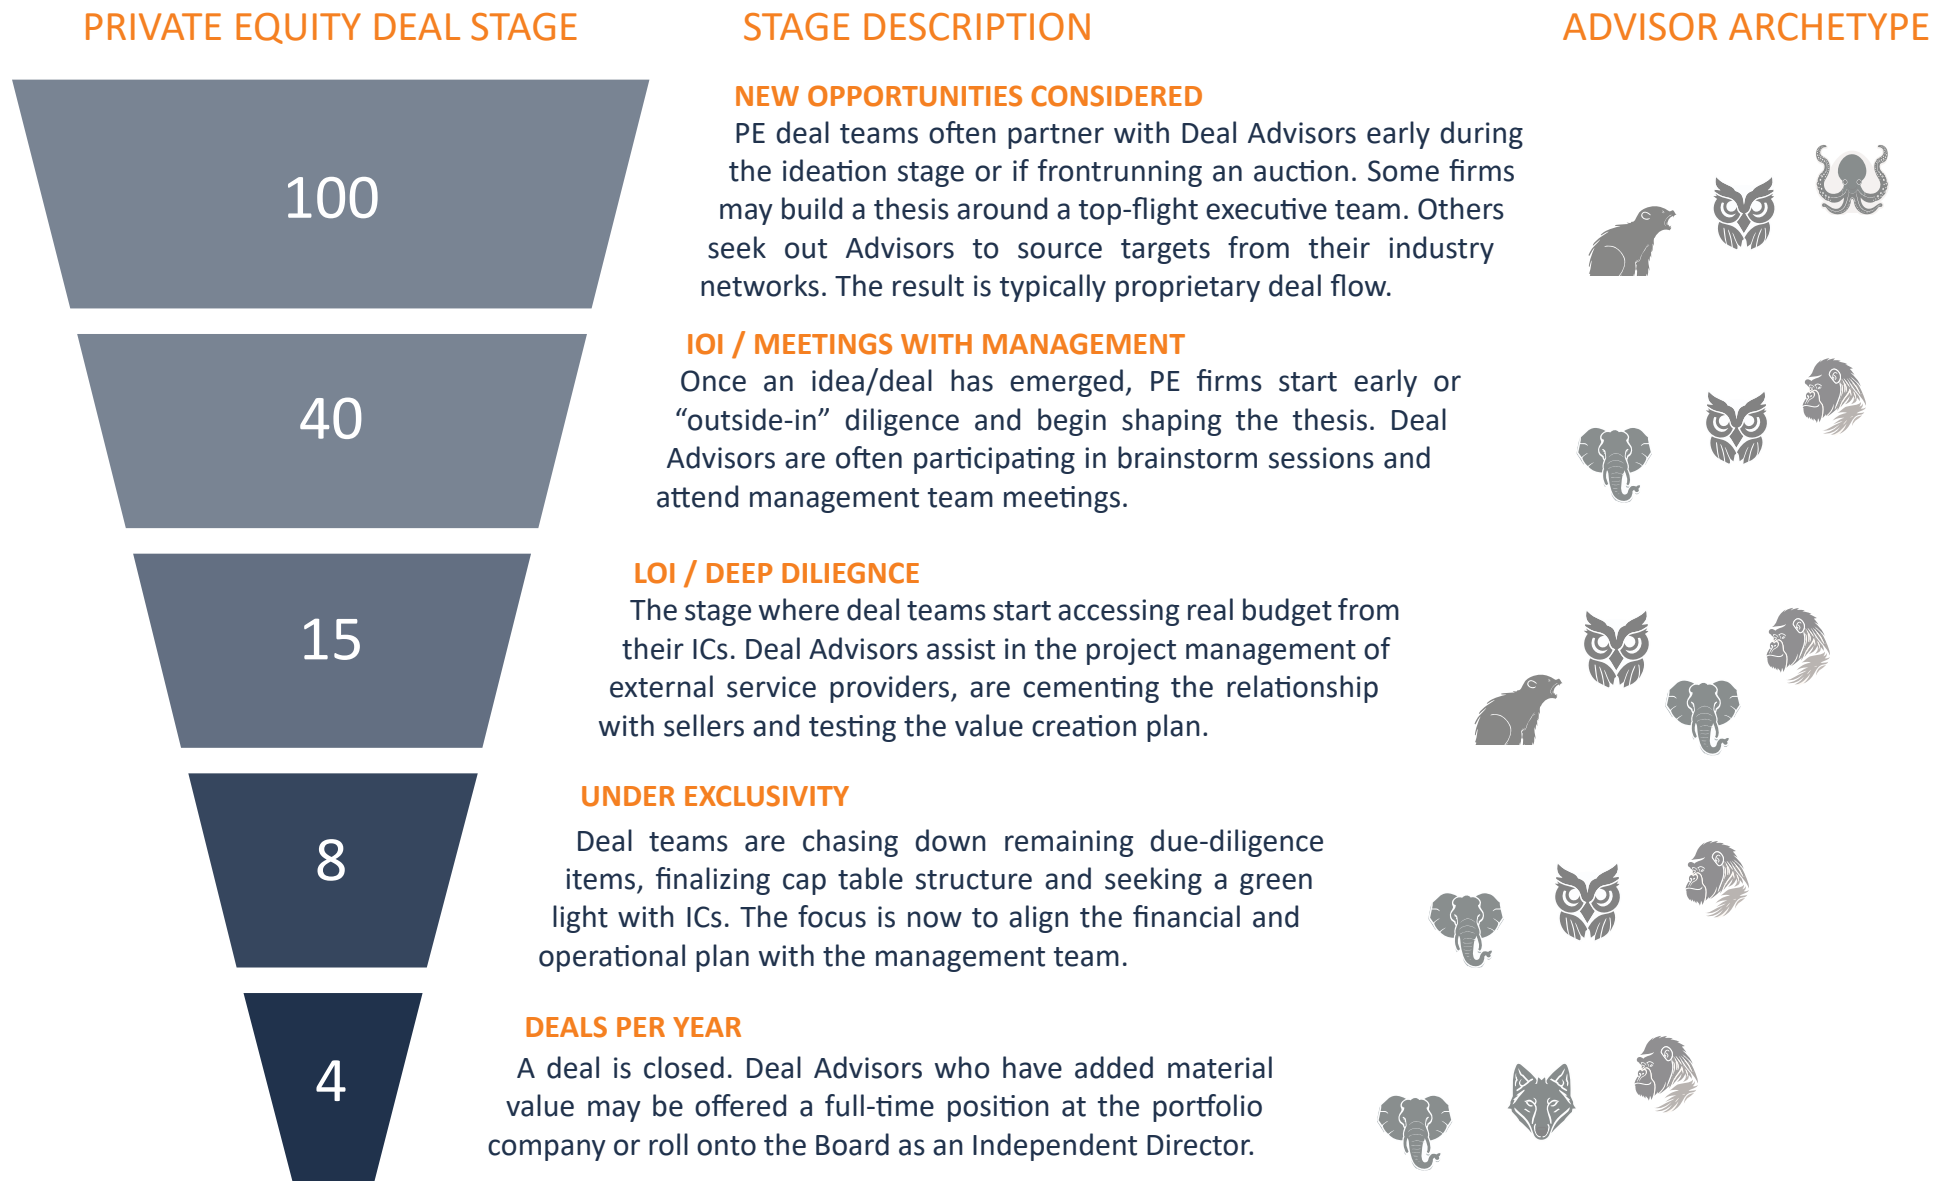 PRIVATE EQUITY DEAL STAGE
STAGE DESCRIPTION
ADVISOR ARCHETYPE
100
NEW OPPORTUNITIES CONSIDERED
PE deal teams often partner with Deal Advisors early during
the ideation stage or if frontrunning an auction. Some firms
may build a thesis around a top-flight executive team. Others
seek out Advisors to source targets from their industry
networks. The result is typically proprietary deal flow.
40
IOI / MEETINGS WITH MANAGEMENT
Once an idea/deal has emerged, PE firms start early or
“outside-in” diligence and begin shaping the thesis. Deal
Advisors are often participating in brainstorm sessions and
attend management team meetings.
15
LOI / DEEP DILIEGNCE
The stage where deal teams start accessing real budget from
their ICs. Deal Advisors assist in the project management of
external service providers, are cementing the relationship
with sellers and testing the value creation plan.
8
UNDER EXCLUSIVITY
Deal teams are chasing down remaining due-diligence
items, finalizing cap table structure and seeking a green
light with ICs. The focus is now to align the financial and
operational plan with the management team.
4
DEALS PER YEAR
A deal is closed. Deal Advisors who have added material
value may be offered a full-time position at the portfolio
company or roll onto the Board as an Independent Director.